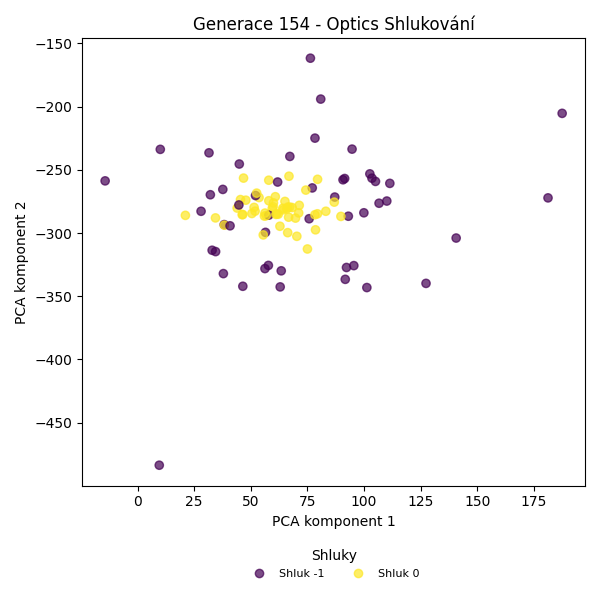 Generace 154 - Optics Shlukování
−150
−200
−250
−300
−350
−400
−450
PCA komponent 2
0
25
50
75
100
125
150
175
PCA komponent 1
Shluky
Shluk -1
Shluk 0